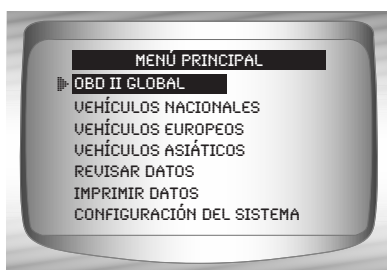 MENÚ PRINCIPAL
OBD II GLOBAL
VEHÍCULOS NACIONALES
VEHÍCULOS EUROPEOS
VEHÍCULOS ASIÁTICOS
REVISAR DATOS
IMPRIMIR DATOS
CONFIGURACIÓN DEL SISTEMA